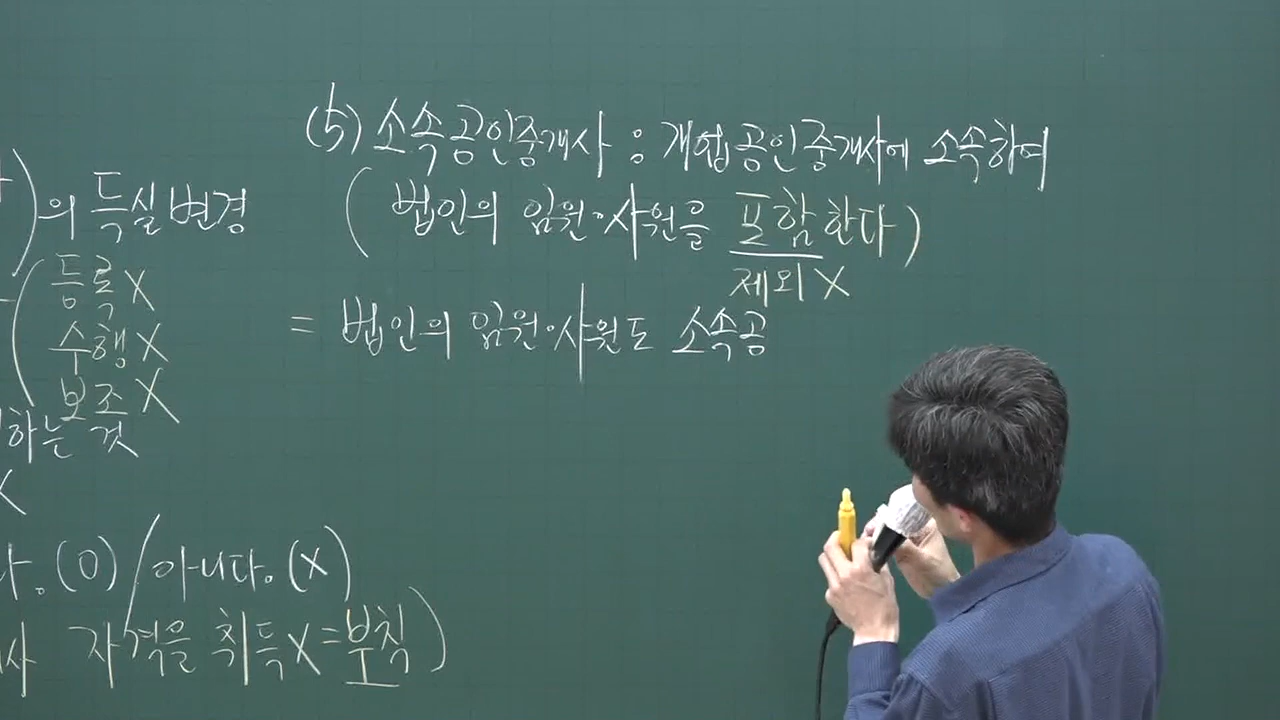 (5) 소속공인중개사 : 개업공인중개사에 소속하여
( 법인의 임원·사원을 포함한다)
제외 X
= 법인의 임원·사원도 소속공
)의 득실변경
등록 X
수행 X
보조 X
하는 것
X
다.(O) / 아니다.(X)
사 자격을 취득X = 부칙 )